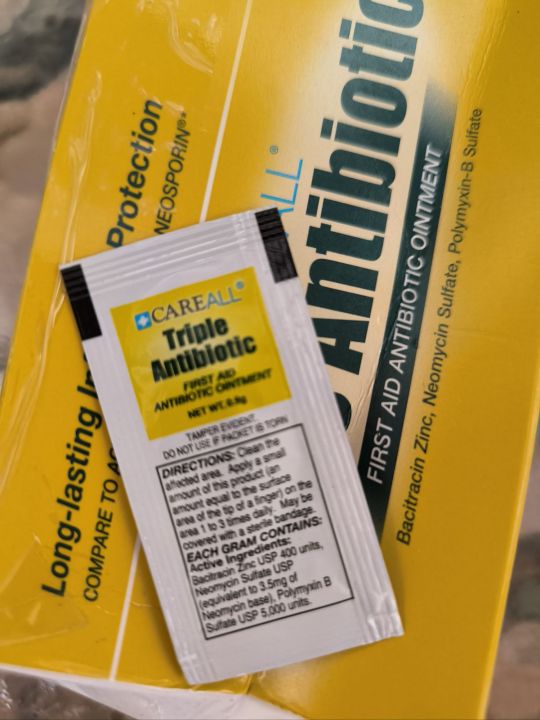 Protection
NEOSPORIN®*
Long-lasting
COMPARE TO
ALL®
Antibiotic
FIRST AID ANTIBIOTIC OINTMENT
Bacitracin Zinc, Neomycin Sulfate, Polymyxin-B Sulfate
CAREALL®
Triple
Antibiotic
FIRST AID
ANTIBIOTIC OINTMENT
NET WT. 0.9g
TAMPER EVIDENT.
DO NOT USE IF PACKET IS TORN
DIRECTIONS: Clean the
affected area. Apply a small
amount of this product (an
amount equal to the surface
area of the tip of a finger) on the
area 1 to 3 times daily. May be
covered with a sterile bandage.
EACH GRAM CONTAINS:
Active Ingredients:
Bacitracin Zinc USP 400 units,
Neomycin Sulfate USP
(equivalent to 3.5mg of
Neomycin base), Polymyxin B
Sulfate USP 5,000 units.